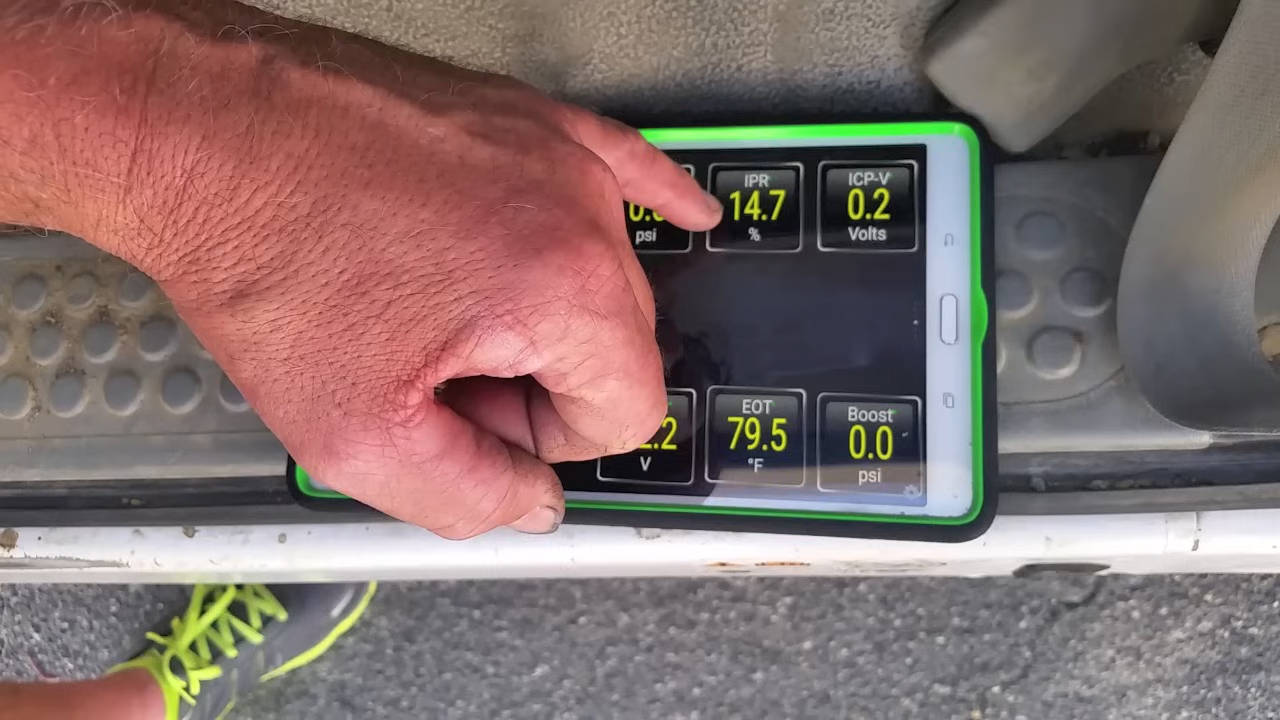 IPR
14.7
%
ICP-V
0.2
Volts
psi
V
EOT
79.5
°F
Boost
0.0
psi